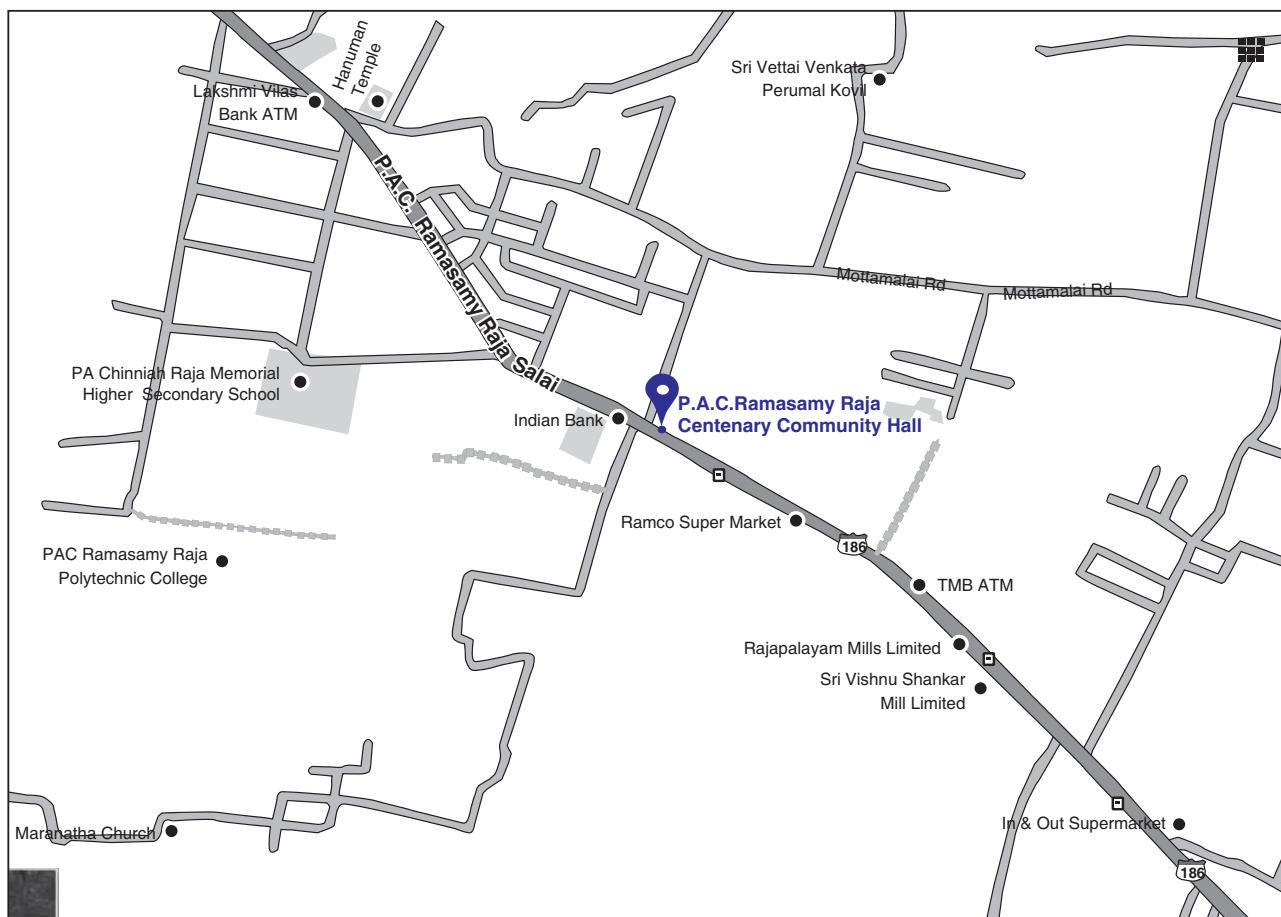 Hanuman
Temple
Lakshmi Vilas
Bank ATM
Sri Vettai Venkata
Perumal Kovil
P.A.C. Ramasamy Raja Salai
Mottamalai Rd
Mottamalai Rd
PA Chinniah Raja Memorial
Higher Secondary School
Indian Bank
P.A.C.Ramasamy Raja
Centenary Community Hall
Ramco Super Market
186
PAC Ramasamy Raja
Polytechnic College
TMB ATM
Rajapalayam Mills Limited
Sri Vishnu Shankar
Mill Limited
In & Out Supermarket
Maranatha Church
186